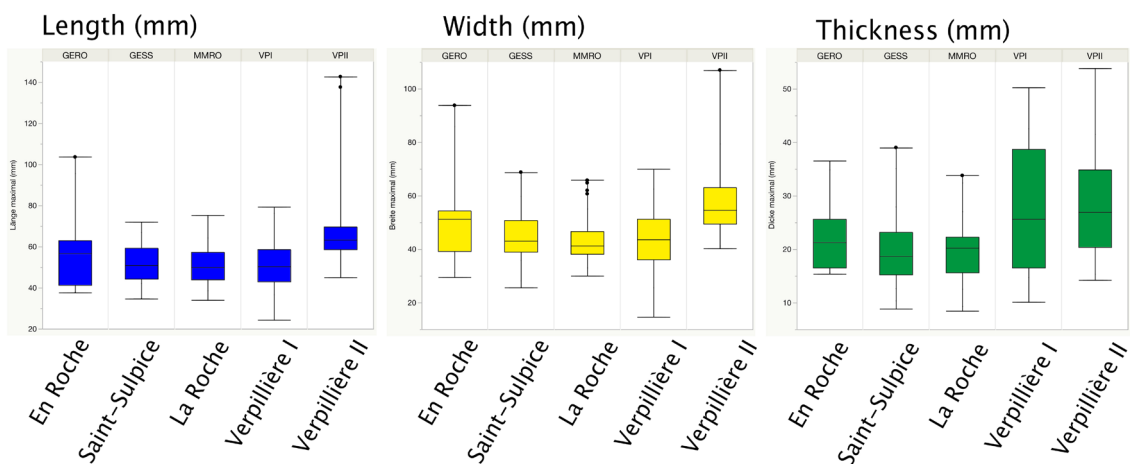 Length (mm)
GERO GESS MMRO VPI VPII
140
120
100
80
60
40
20
Länge maximal (mm)
En Roche
Saint-Sulpice
La Roche
Verpillière I
Verpillière II
Width (mm)
GERO GESS MMRO VPI VPII
100
80
60
40
20
Breite maximal (mm)
En Roche
Saint-Sulpice
La Roche
Verpillière I
Verpillière II
Thickness (mm)
GERO GESS MMRO VPI VPII
50
40
30
20
10
Dicke maximal (mm)
En Roche
Saint-Sulpice
La Roche
Verpillière I
Verpillière II